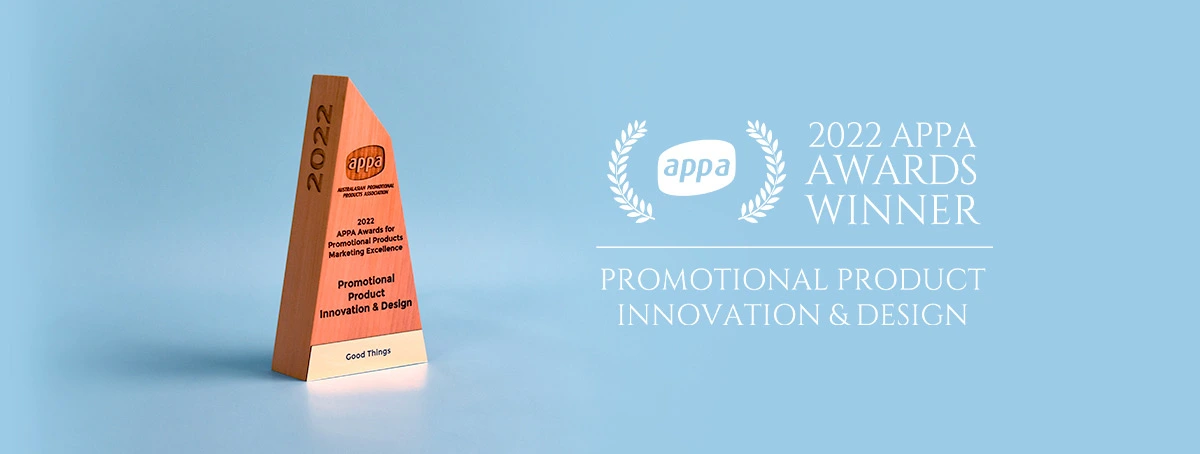 2022
appa
AUSTRALASIAN PROMOTIONAL
PRODUCTS ASSOCIATION
2022
APPA Awards for
Promotional Products
Marketing Excellence
Promotional
Product
Innovation & Design
Good Things
appa
2022 APPA
AWARDS
WINNER
PROMOTIONAL PRODUCT
INNOVATION & DESIGN